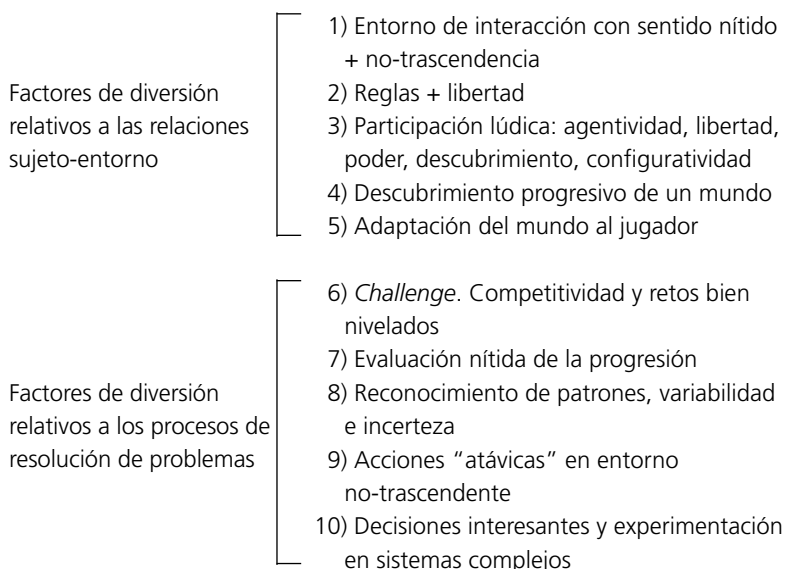 Factores de diversión
relativos a las relaciones
sujeto-entorno
1) Entorno de interacción con sentido nítido
+ no-trascendencia
2) Reglas + libertad
3) Participación lúdica: agentividad, libertad,
poder, descubrimiento, configuratividad
4) Descubrimiento progresivo de un mundo
5) Adaptación del mundo al jugador
Factores de diversión
relativos a los procesos de
resolución de problemas
6) Challenge. Competitividad y retos bien
nivelados
7) Evaluación nítida de la progresión
8) Reconocimiento de patrones, variabilidad
e incerteza
9) Acciones “atávicas” en entorno
no-trascendente
10) Decisiones interesantes y experimentación
en sistemas complejos